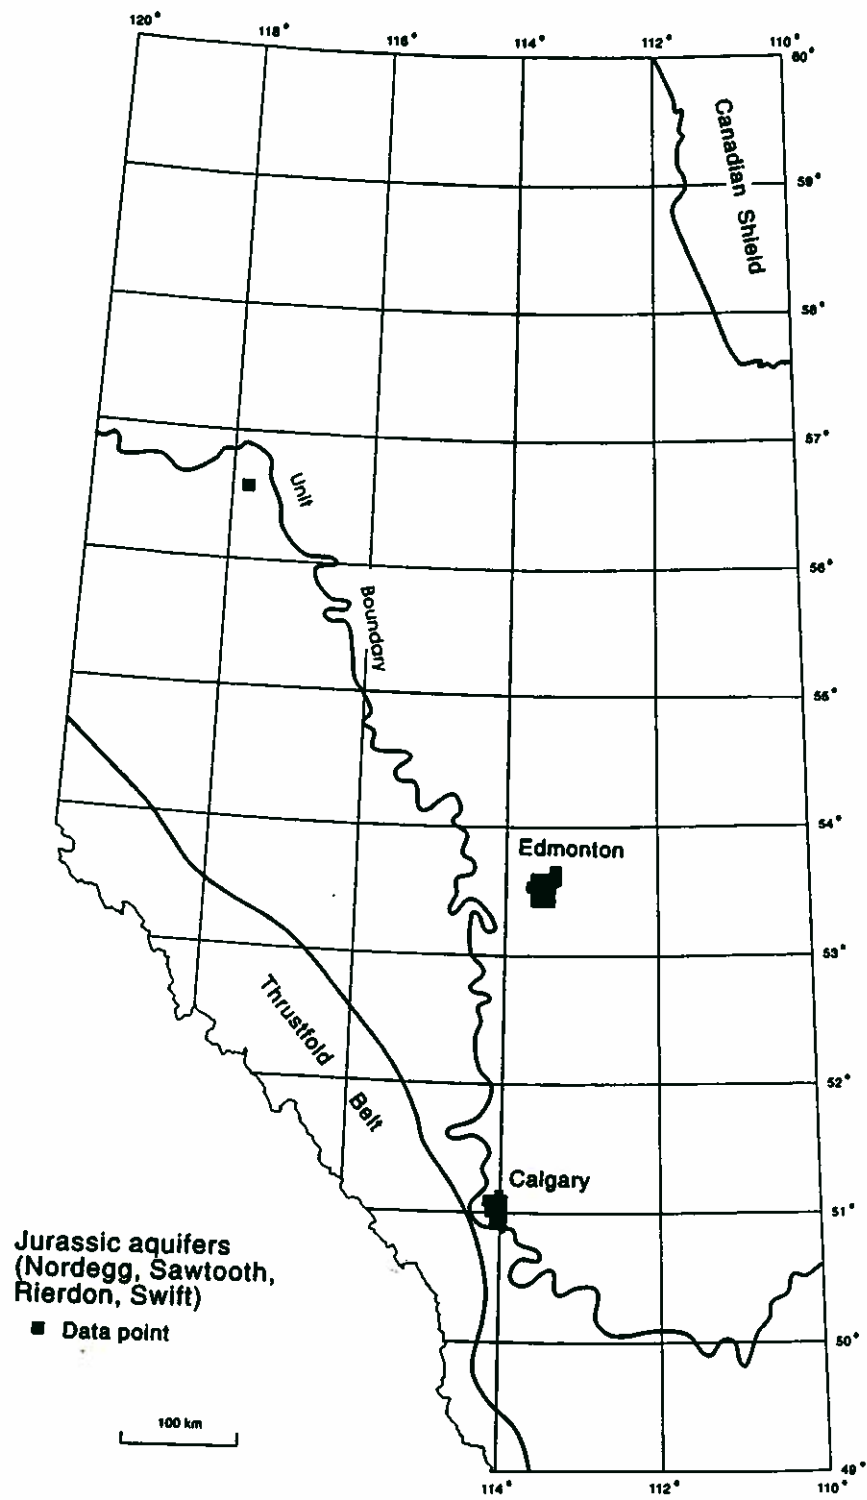 120°
118°
116°
114°
112°
110°
60°
Canadian Shield
59°
58°
57°
Unit
56°
Boundary
55°
54°
Edmonton
53°
Thrustfold
52°
Belt
Calgary
51°
Jurassic aquifers
(Nordegg, Sawtooth,
Rierdon, Swift)
Data point
50°
100 km
49°
114°
112°
110°